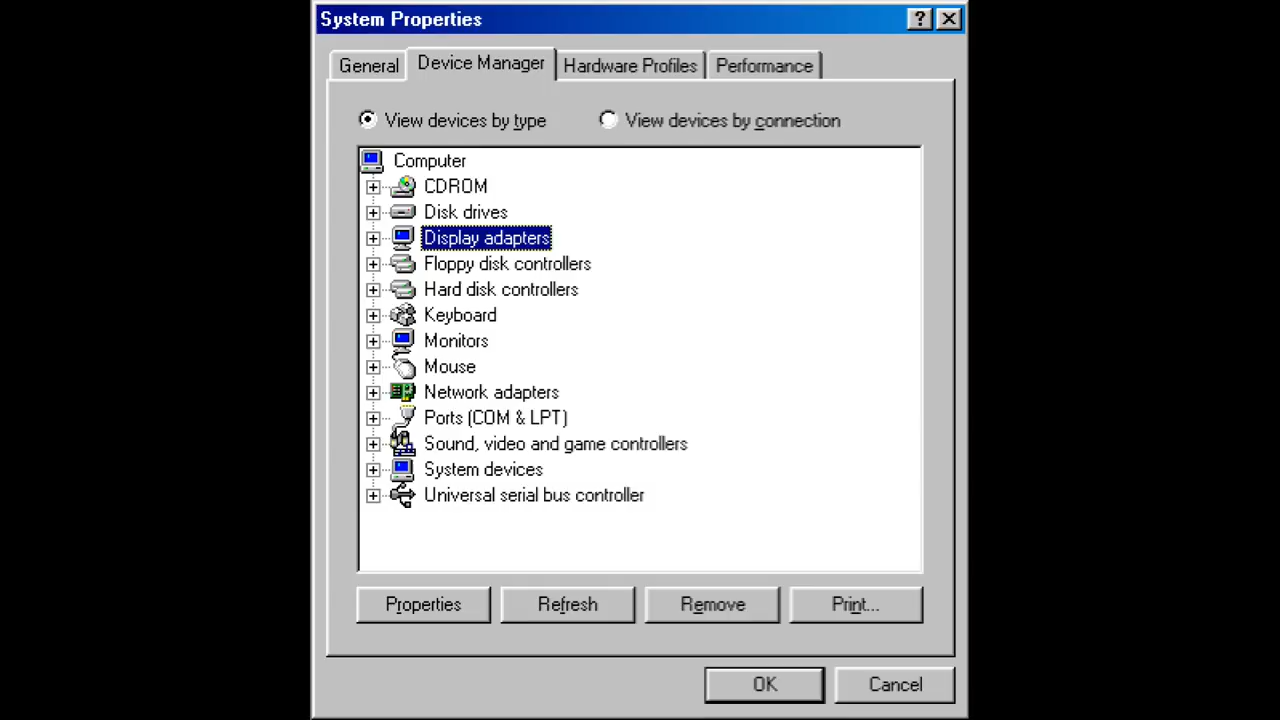 System Properties
General Device Manager Hardware Profiles Performance
View devices by type View devices by connection
Computer
CDROM
Disk drives
Display adapters
Floppy disk controllers
Hard disk controllers
Keyboard
Monitors
Mouse
Network adapters
Ports (COM & LPT)
Sound, video and game controllers
System devices
Universal serial bus controller
Properties Refresh Remove Print...
OK Cancel